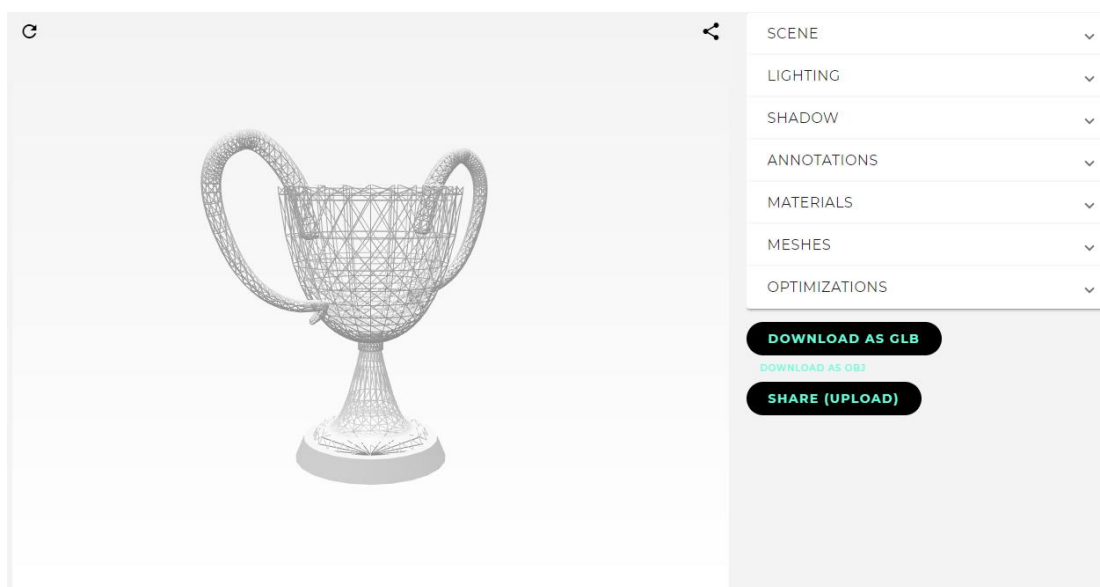 SCENE
LIGHTING
SHADOW
ANNOTATIONS
MATERIALS
MESHES
OPTIMIZATIONS
DOWNLOAD AS GLB
DOWNLOAD AS OBJ
SHARE (UPLOAD)